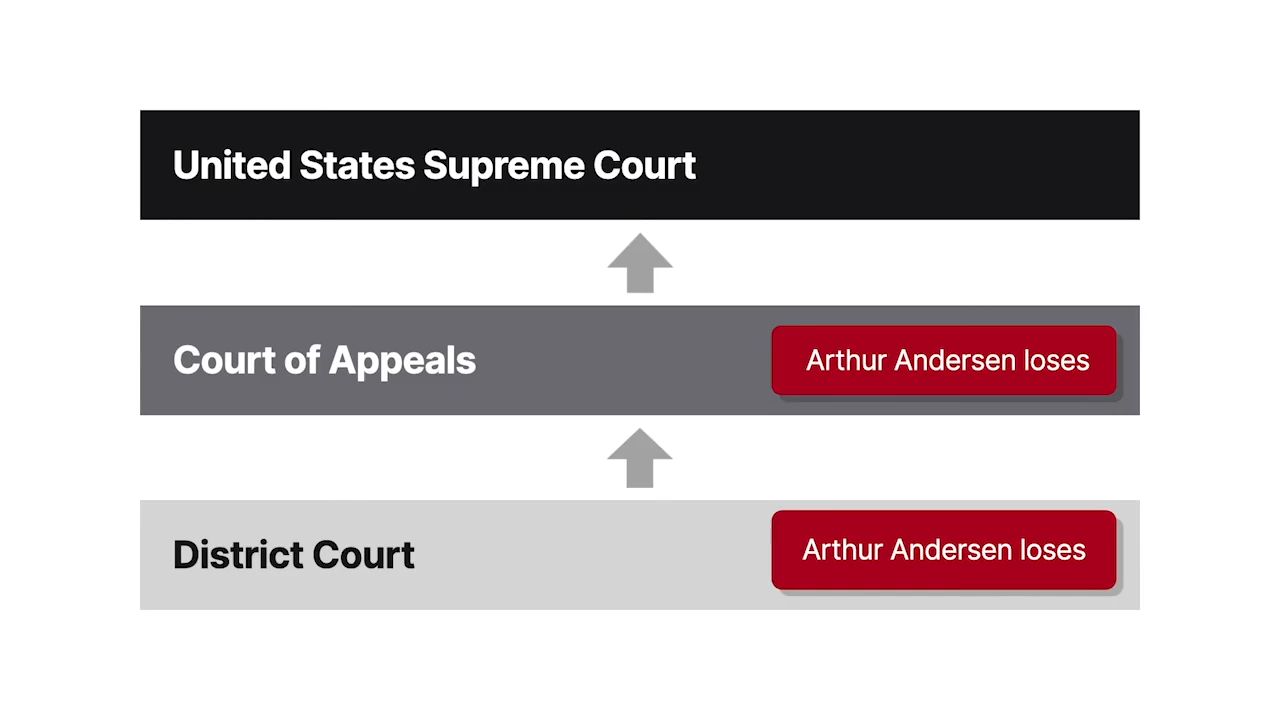 United States Supreme Court
Court of Appeals
Arthur Andersen loses
District Court
Arthur Andersen loses